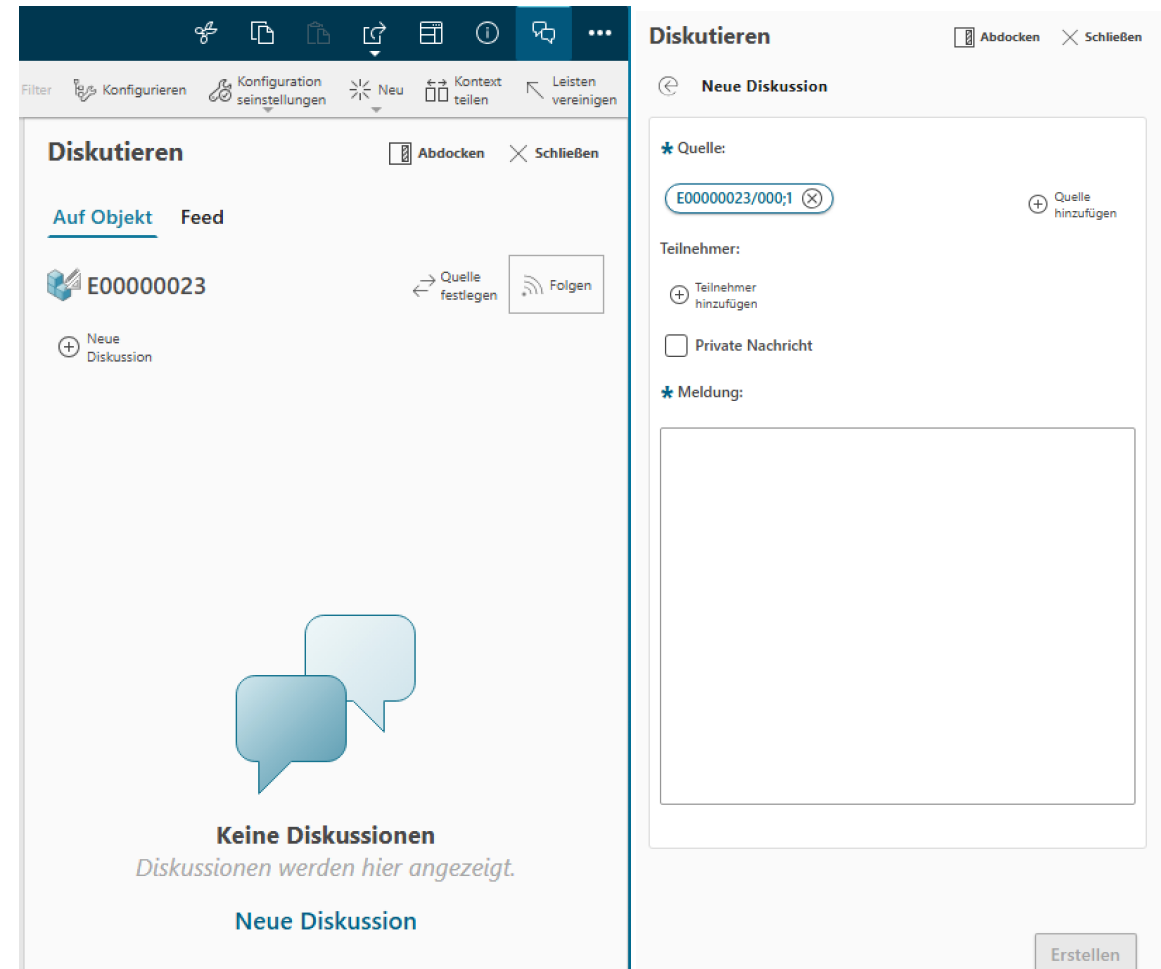 Filter
Konfigurieren
Konfiguration
seinstellungen
Neu
Kontext
teilen
Leisten
vereinigen
Diskutieren
Abdocken
Schließen
Auf Objekt
Feed
E00000023
Quelle
festlegen
Folgen
Neue
Diskussion
Keine Diskussionen
Diskussionen werden hier angezeigt.
Neue Diskussion
Diskutieren
Abdocken
Schließen
Neue Diskussion
* Quelle:
E00000023/000;1
Quelle
hinzufügen
Teilnehmer:
Teilnehmer
hinzufügen
Private Nachricht
* Meldung:
Erstellen